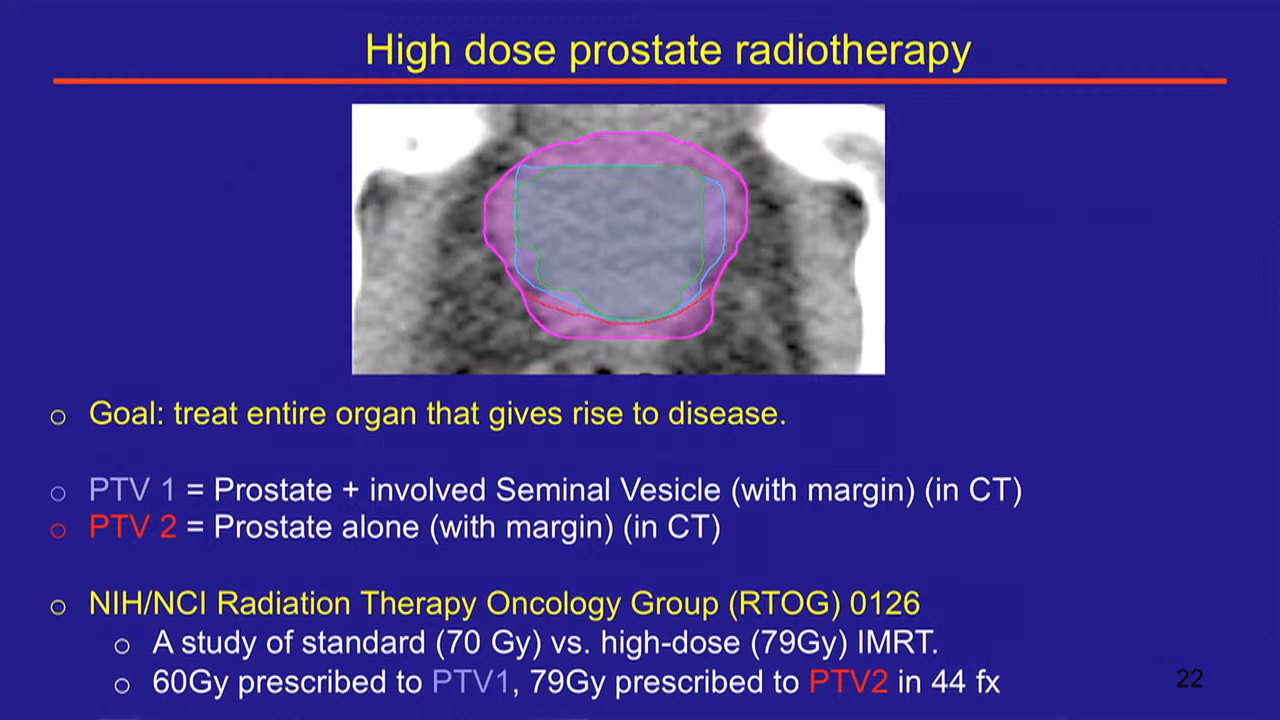 High dose prostate radiotherapy
Goal: treat entire organ that gives rise to disease.
PTV 1 = Prostate + involved Seminal Vesicle (with margin) (in CT)
PTV 2 = Prostate alone (with margin) (in CT)
NIH/NCI Radiation Therapy Oncology Group (RTOG) 0126
A study of standard (70 Gy) vs. high-dose (79Gy) IMRT.
60Gy prescribed to PTV1, 79Gy prescribed to PTV2 in 44 fx
22